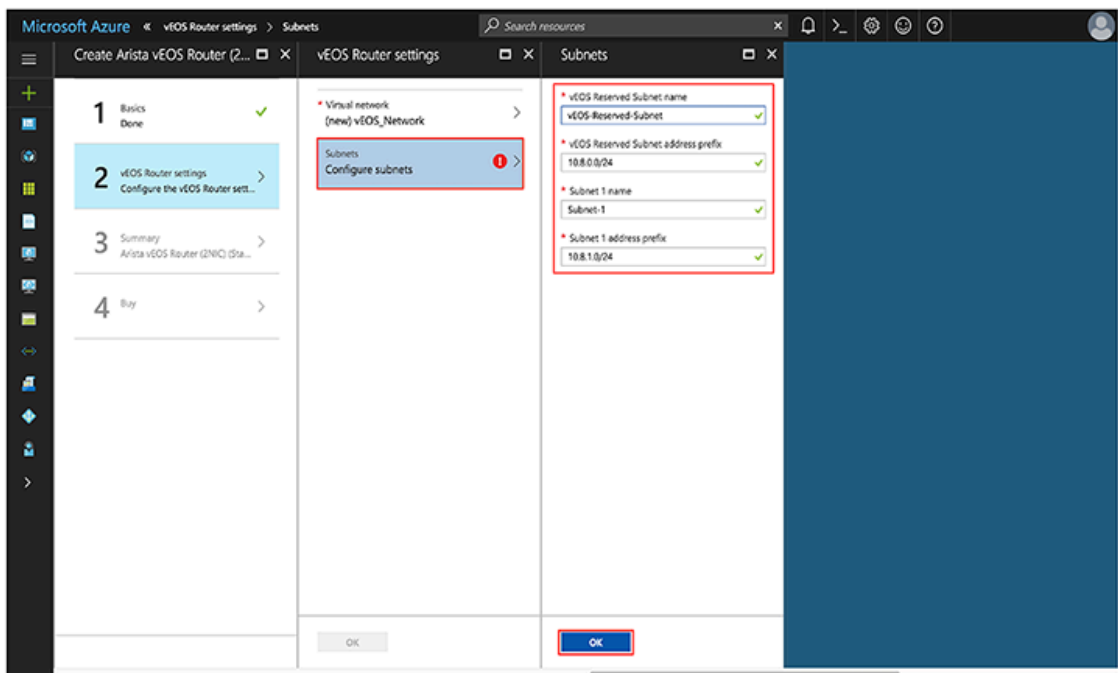 Microsoft Azure « vEOS Router settings > Subnets
Search resources
Create Arista vEOS Router (2...
1
Basics
Done
2
vEOS Router settings
Configure the vEOS Router sett...
3
Summary
Arista vEOS Router (2NIC) (Sta...
4
Buy
vEOS Router settings
* Virtual network
(new) vEOS_Network
Subnets
Configure subnets
OK
Subnets
* vEOS Reserved Subnet name
vEOS-Reserved-Subnet
* vEOS Reserved Subnet address prefix
10.8.0.0/24
* Subnet 1 name
Subnet-1
* Subnet 1 address prefix
10.8.1.0/24
OK